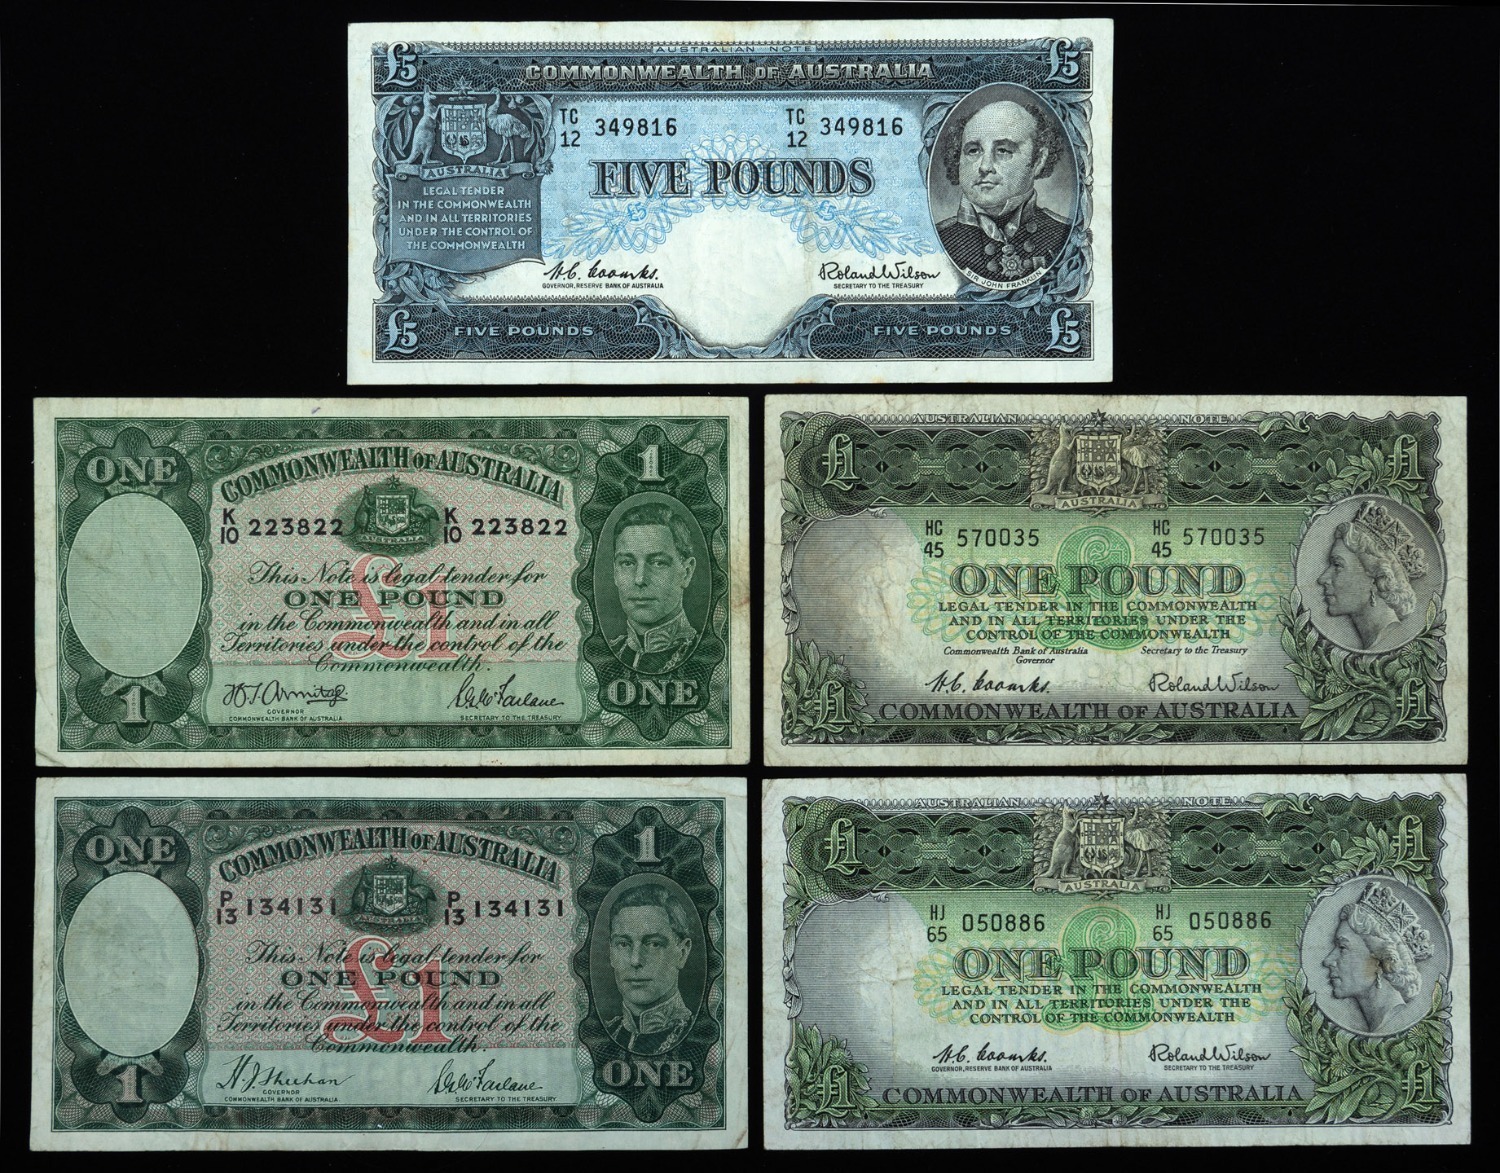 £5 AUSTRALIAN NOTE £5
COMMONWEALTH OF AUSTRALIA
TC
12 349816 TC
12 349816
AUSTRALIA
FIVE POUNDS
LEGAL TENDER
IN THE COMMONWEALTH
AND IN ALL TERRITORIES
UNDER THE CONTROL OF
THE COMMONWEALTH
£5 £5
H.C. Coombs. Roland Wilson
GOVERNOR, RESERVE BANK OF AUSTRALIA SECRETARY TO THE TREASURY
SIR JOHN FRANKLIN
£5 FIVE POUNDS FIVE POUNDS £5
ONE 1
COMMONWEALTH OF AUSTRALIA
K
10 223822 K
10 223822
AUSTRALIA
£1
This Note is legal tender for
ONE POUND
in the Commonwealth and in all
Territories under the control of the
Commonwealth.
H.T. Armitage S.G. McFarlane
GOVERNOR
COMMONWEALTH BANK OF AUSTRALIA SECRETARY TO THE TREASURY
1 ONE
AUSTRALIAN NOTE
£1 £1
AUSTRALIA
HC
45 570035 HC
45 570035
ONE POUND
LEGAL TENDER IN THE COMMONWEALTH
AND IN ALL TERRITORIES UNDER THE
CONTROL OF THE COMMONWEALTH
Commonwealth Bank of Australia Secretary to the Treasury
Governor
H.C. Coombs. Roland Wilson
£1 COMMONWEALTH OF AUSTRALIA £1
ONE 1
COMMONWEALTH OF AUSTRALIA
P
13 134131 P
13 134131
£1
This Note is legal tender for
ONE POUND
in the Commonwealth and in all
Territories under the control of the
Commonwealth.
H.J. Sheehan S.G. McFarlane
GOVERNOR
COMMONWEALTH BANK OF AUSTRALIA SECRETARY TO THE TREASURY
1 ONE
AUSTRALIAN NOTE
£1 £1
AUSTRALIA
HJ
65 050886 HJ
65 050886
ONE POUND
LEGAL TENDER IN THE COMMONWEALTH
AND IN ALL TERRITORIES UNDER THE
CONTROL OF THE COMMONWEALTH
H.C. Coombs. Roland Wilson
GOVERNOR, RESERVE BANK OF AUSTRALIA SECRETARY TO THE TREASURY
£1 COMMONWEALTH OF AUSTRALIA £1